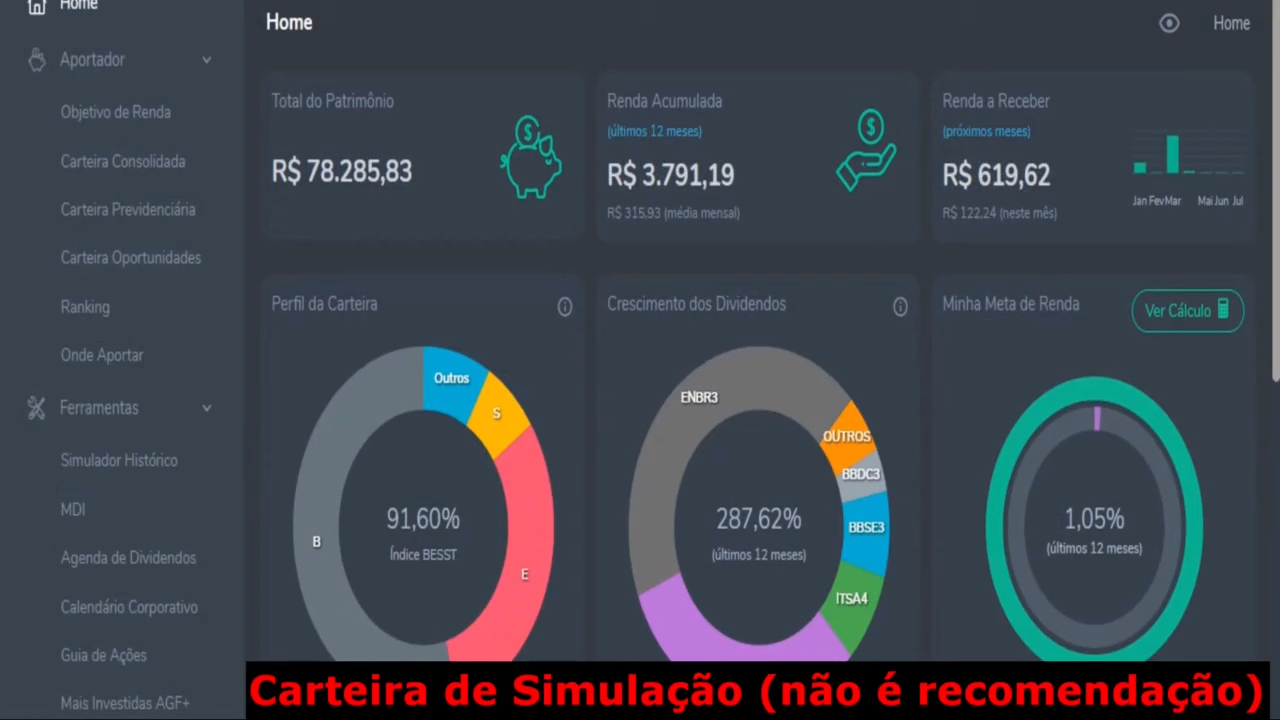 Home
Aportador
Objetivo de Renda
Carteira Consolidada
Carteira Previdenciária
Carteira Oportunidades
Ranking
Onde Aportar
Ferramentas
Simulador Histórico
MDI
Agenda de Dividendos
Calendário Corporativo
Guia de Ações
Mais Investidas AGF+
Home
Home
Total do Patrimônio
R$ 78.285,83
Renda Acumulada
(últimos 12 meses)
R$ 3.791,19
R$ 315,93 (média mensal)
Renda a Receber
(próximos meses)
R$ 619,62
R$ 122,24 (neste mês)
Jan Fev Mar Mai Jun Jul
Perfil da Carteira
Outros
S
B
E
91,60%
Índice BESST
Crescimento dos Dividendos
ENBR3
OUTROS
BBDC3
BBSE3
ITSA4
287,62%
(últimos 12 meses)
Minha Meta de Renda
Ver Cálculo
1,05%
(últimos 12 meses)
Carteira de Simulação (não é recomendação)